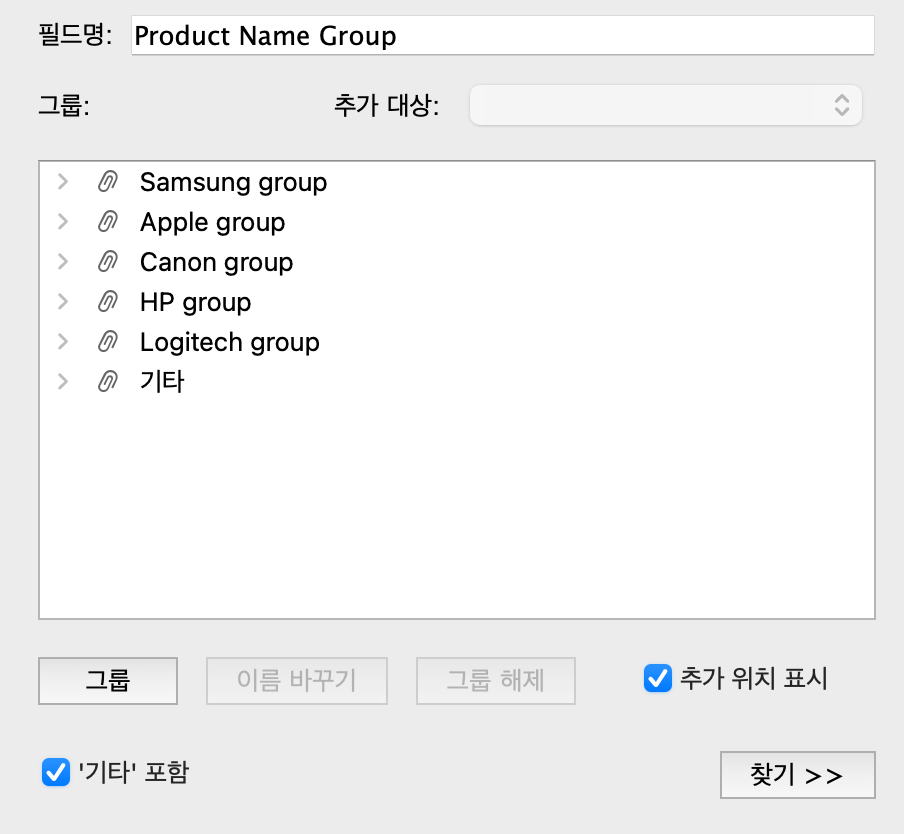 필드명: Product Name Group
그룹: 추가 대상:
Samsung group
Apple group
Canon group
HP group
Logitech group
기타
그룹 이름 바꾸기 그룹 해제 추가 위치 표시
'기타' 포함 찾기 >>